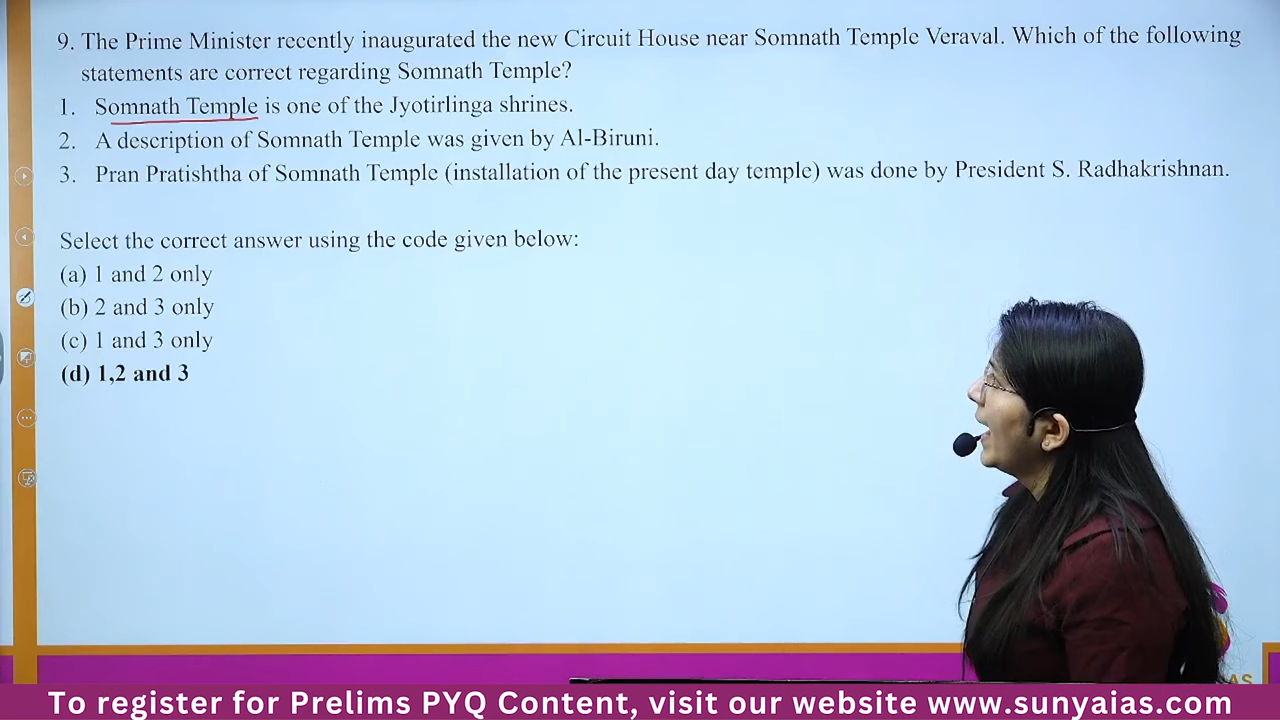 9. The Prime Minister recently inaugurated the new Circuit House near Somnath Temple Veraval. Which of the following
statements are correct regarding Somnath Temple?
1. Somnath Temple is one of the Jyotirlinga shrines.
2. A description of Somnath Temple was given by Al-Biruni.
3. Pran Pratishtha of Somnath Temple (installation of the present day temple) was done by President S. Radhakrishnan.
Select the correct answer using the code given below:
(a) 1 and 2 only
(b) 2 and 3 only
(c) 1 and 3 only
(d) 1,2 and 3
AS
To register for Prelims PYQ Content, visit our website www.sunyaias.com